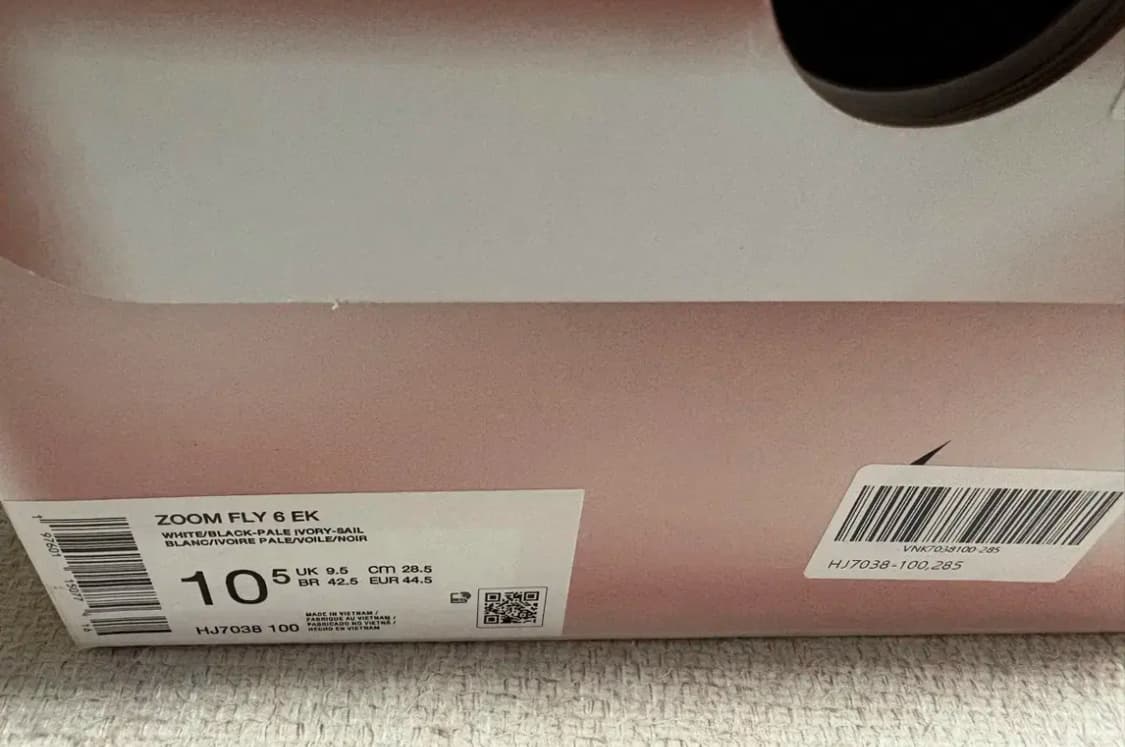 ZOOM FLY 6 EK
WHITE/BLACK-PALE IVORY-SAIL
BLANC/IVOIRE PALE/VOILE/NOIR
10 5 UK 9.5 cm 28.5
BR 42.5 EUR 44.5
HJ7038 100
MADE IN VIETNAM /
FABRIQUE AU VIETNAM /
FABRICADO NO VIETNÃ /
HECHO EN VIETNAM
VNK7038100-285
HJ7038-100,285